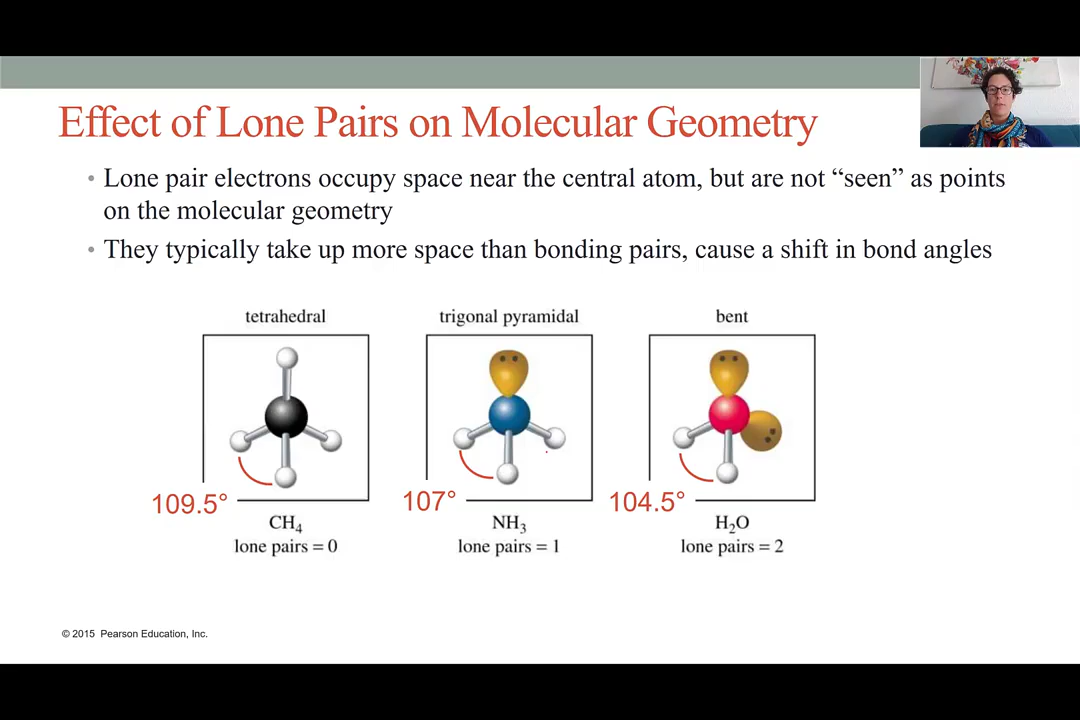 Effect of Lone Pairs on Molecular Geometry
• Lone pair electrons occupy space near the central atom, but are not “seen” as points
on the molecular geometry
• They typically take up more space than bonding pairs, cause a shift in bond angles
tetrahedral
trigonal pyramidal
bent
109.5°
107°
104.5°
CH₄
lone pairs = 0
NH₃
lone pairs = 1
H₂O
lone pairs = 2
© 2015 Pearson Education, Inc.